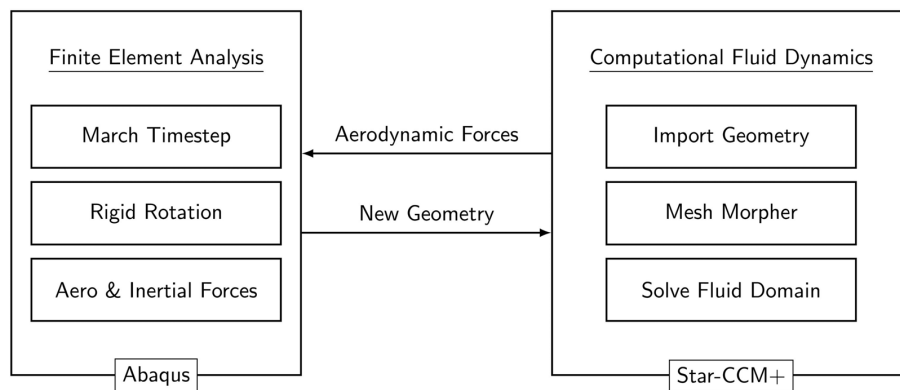 Finite Element Analysis
March Timestep
Rigid Rotation
Aero & Inertial Forces
Abaqus
Aerodynamic Forces
New Geometry
Computational Fluid Dynamics
Import Geometry
Mesh Morpher
Solve Fluid Domain
Star-CCM+